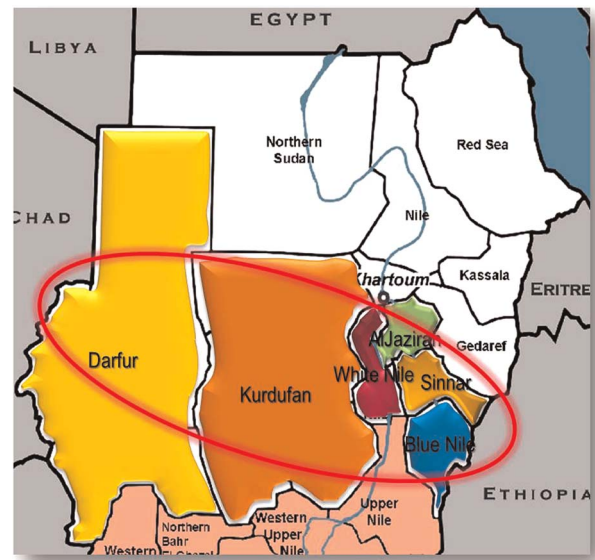 EGYPT
LIBYA
Northern
Sudan
Red Sea
CHAD
Nile
Khartoum
Kassala
ERITRE
AlJazirah
Gedaref
Darfur
White Nile
Sinnar
Kurdufan
Blue Nile
ETHIOPIA
Upper
Nile
Western
Upper
Nile
Northern
Bahr
Western